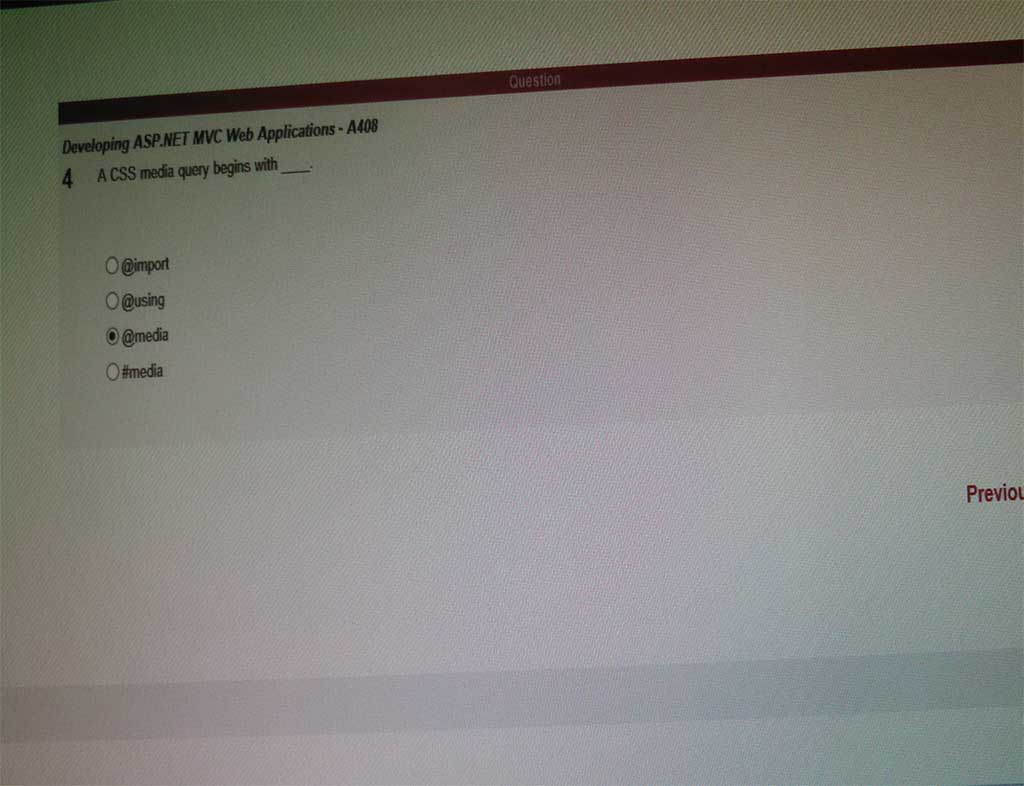 Question
Developing ASP.NET MVC Web Applications - A408
4 A CSS media query begins with ____.
@import
@using
@media
#media